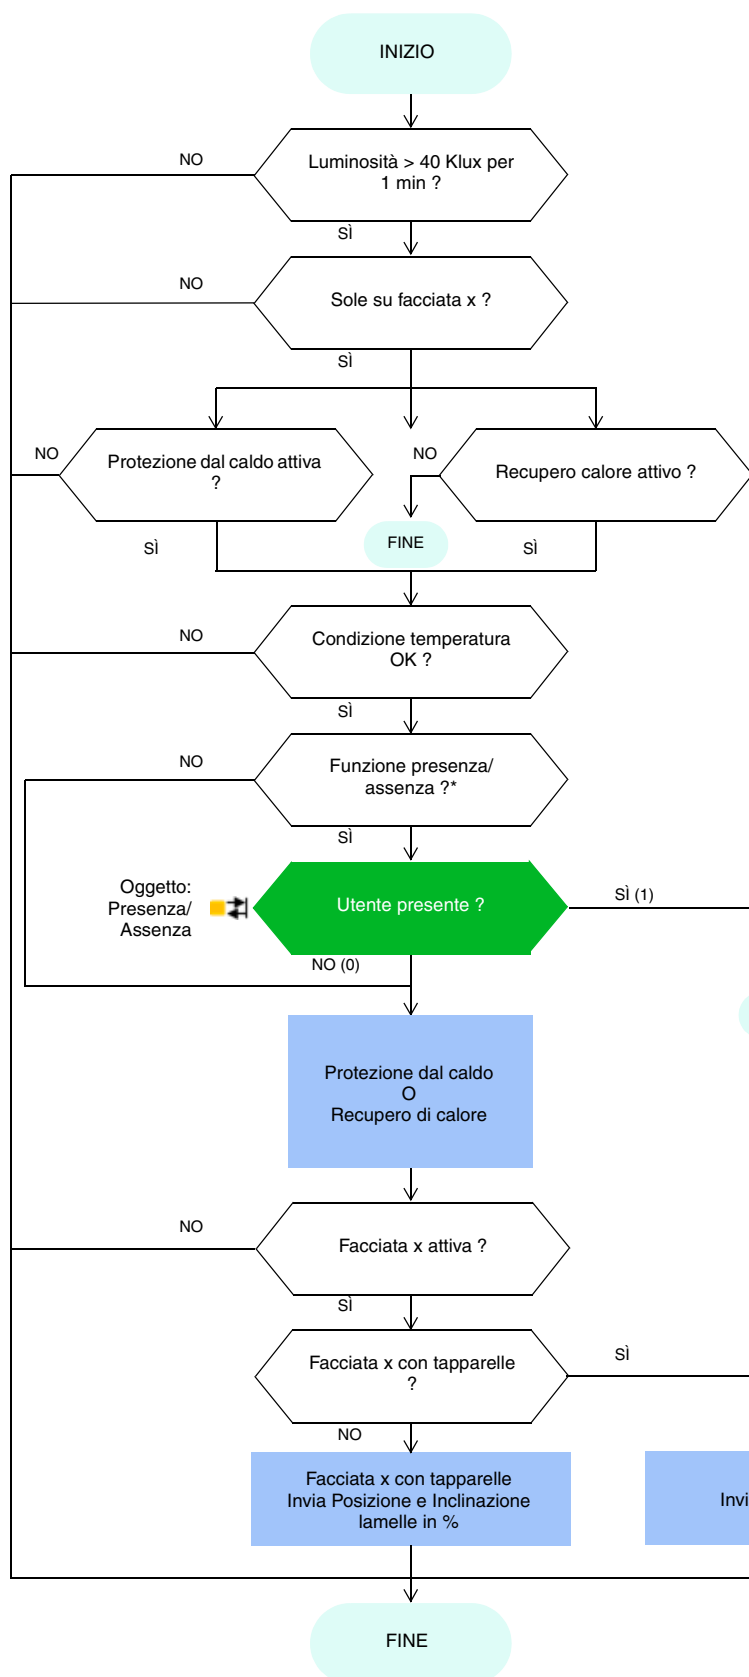 INIZIO
NO
Luminosità > 40 Klux per
1 min ?
SÌ
NO
Sole su facciata x ?
SÌ
NO
Protezione dal caldo attiva
?
NO
Recupero calore attivo ?
SÌ
FINE
SÌ
NO
Condizione temperatura
OK ?
SÌ
NO
Funzione presenza/
assenza ?*
SÌ
Oggetto:
Presenza/
Assenza
Utente presente ?
SÌ (1)
NO (0)
Protezione dal caldo
O
Recupero di calore
NO
Facciata x attiva ?
SÌ
Facciata x con tapparelle
?
SÌ
NO
Facciata x con tapparelle
Invia Posizione e Inclinazione
lamelle in %
Invi
FINE